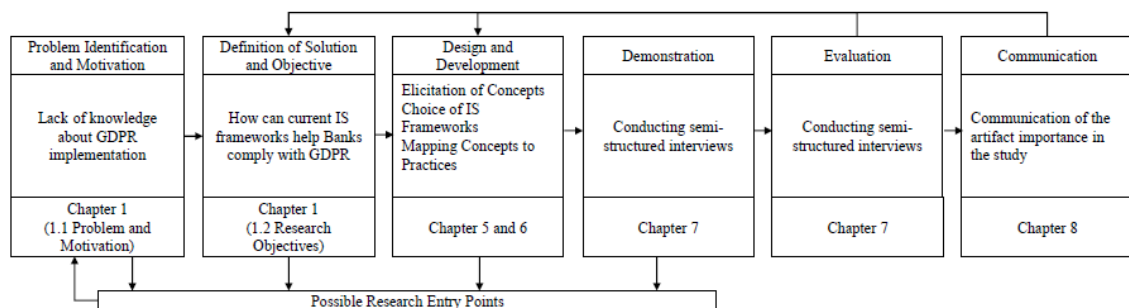 Problem Identification
and Motivation
Lack of knowledge
about GDPR
implementation
Chapter 1
(1.1 Problem and
Motivation)
Definition of Solution
and Objective
How can current IS
frameworks help Banks
comply with GDPR
Chapter 1
(1.2 Research
Objectives)
Design and
Development
Elicitation of Concepts
Choice of IS
Frameworks
Mapping Concepts to
Practices
Chapter 5 and 6
Demonstration
Conducting semi-
structured interviews
Chapter 7
Evaluation
Conducting semi-
structured interviews
Chapter 7
Communication
Communication of the
artifact importance in
the study
Chapter 8
Possible Research Entry Points